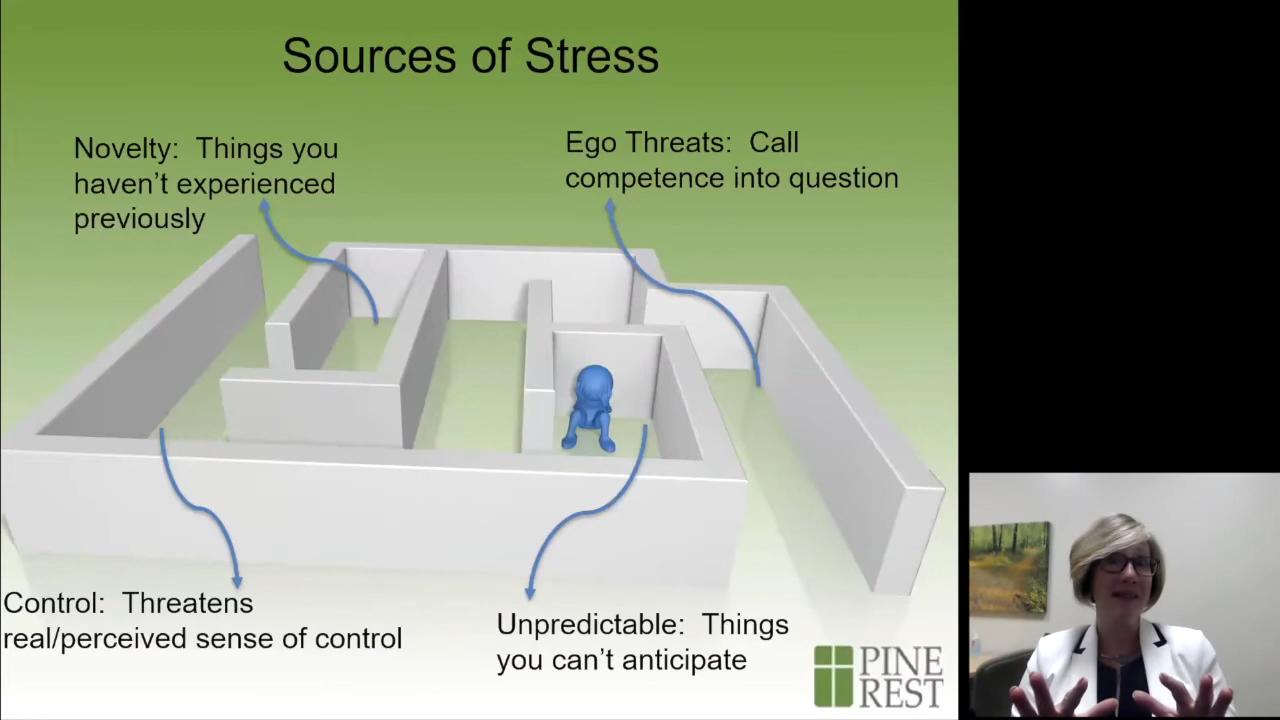 Sources of Stress
Novelty:  Things you
haven't experienced
previously
Ego Threats:  Call
competence into question
Control:  Threatens
real/perceived sense of control
Unpredictable:  Things
you can't anticipate
PINE
REST